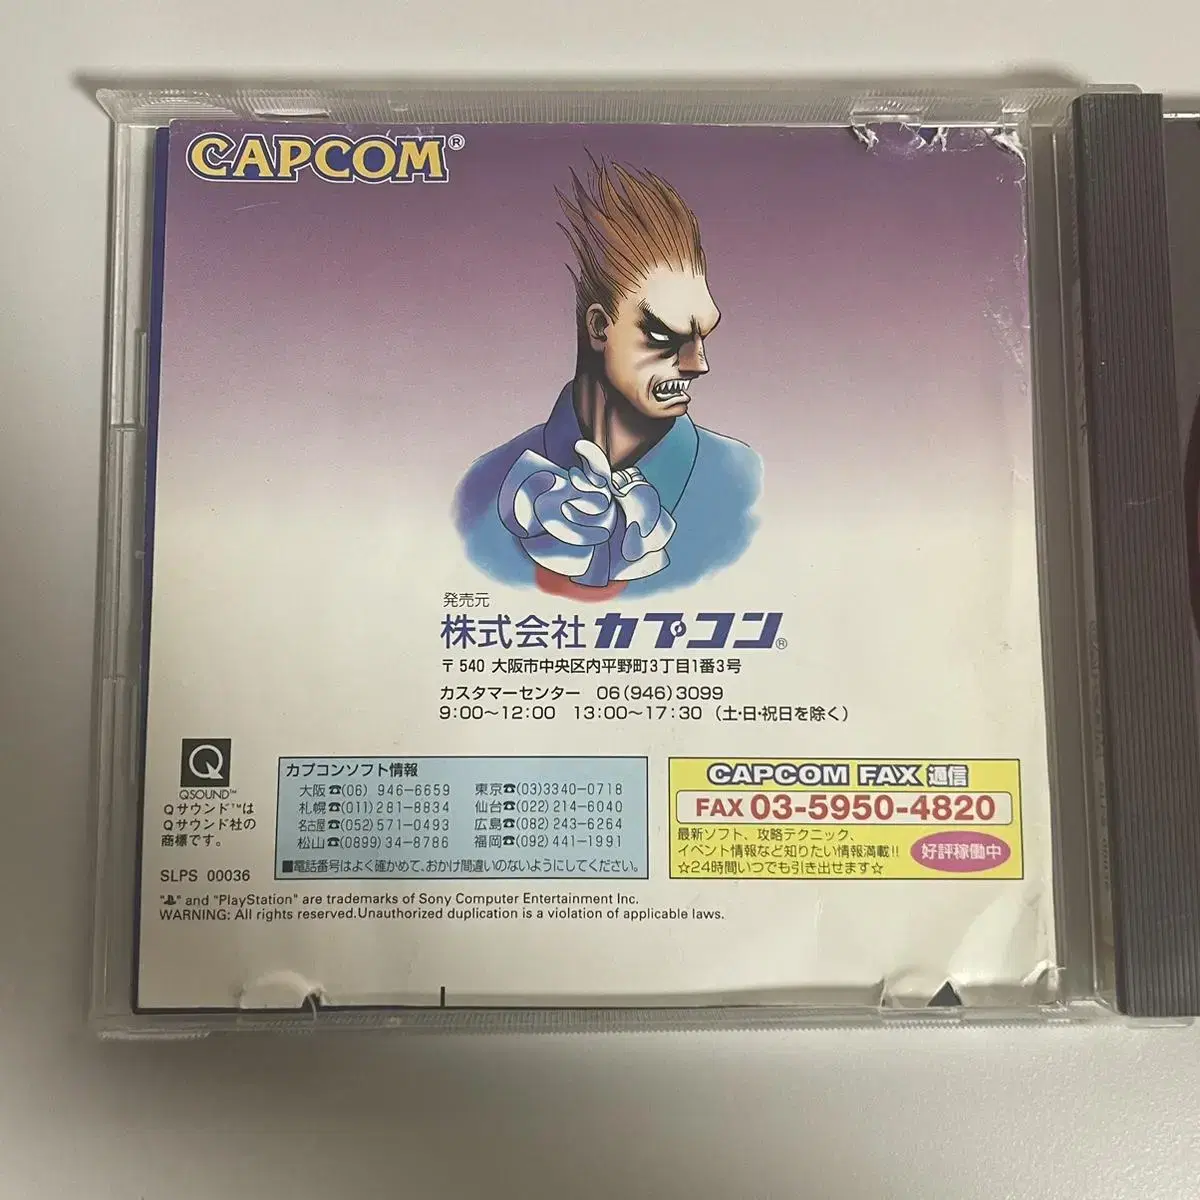 CAPCOM®
発売元
株式会社カプコン®
〒540 大阪市中央区内平野町3丁目1番3号
カスタマーセンター 06(946)3099
9:00〜12:00 13:00〜17:30 (土・日・祝日を除く)
Q
QSOUND™
Qサウンド™は
Qサウンド社の
商標です。
SLPS 00036
カプコンソフト情報
大阪☎(06) 946-6659 東京☎(03)3340-0718
札幌☎(011)281-8834 仙台☎(022)214-6040
名古屋☎(052)571-0493 広島☎(082)243-6264
松山☎(0899)34-8786 福岡☎(092)441-1991
■電話番号はよく確かめて、おかけ間違いのないようにしてください。
CAPCOM FAX 通信
FAX 03-5950-4820
最新ソフト、攻略テクニック、
イベント情報など知りたい情報満載!!
☆24時間いつでも引き出せます☆
好評稼働中
" " and "PlayStation" are trademarks of Sony Computer Entertainment Inc.
WARNING: All rights reserved.Unauthorized duplication is a violation of applicable laws.